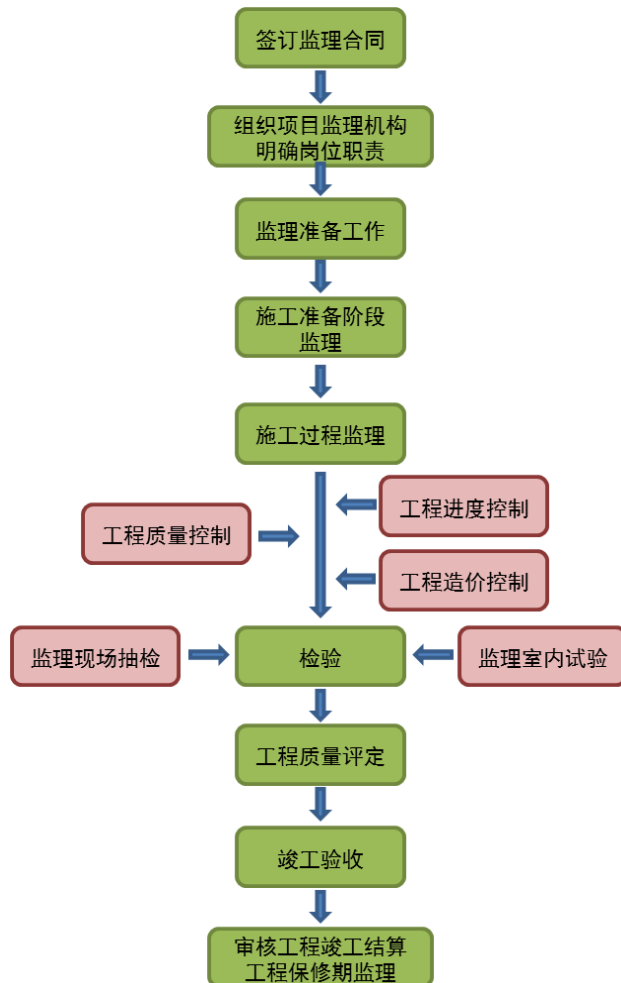 签订监理合同
组织项目监理机构
明确岗位职责
监理准备工作
施工准备阶段
监理
施工过程监理
工程进度控制
工程质量控制
工程造价控制
监理现场抽检
检验
监理室内试验
工程质量评定
竣工验收
审核工程竣工结算
工程保修期监理